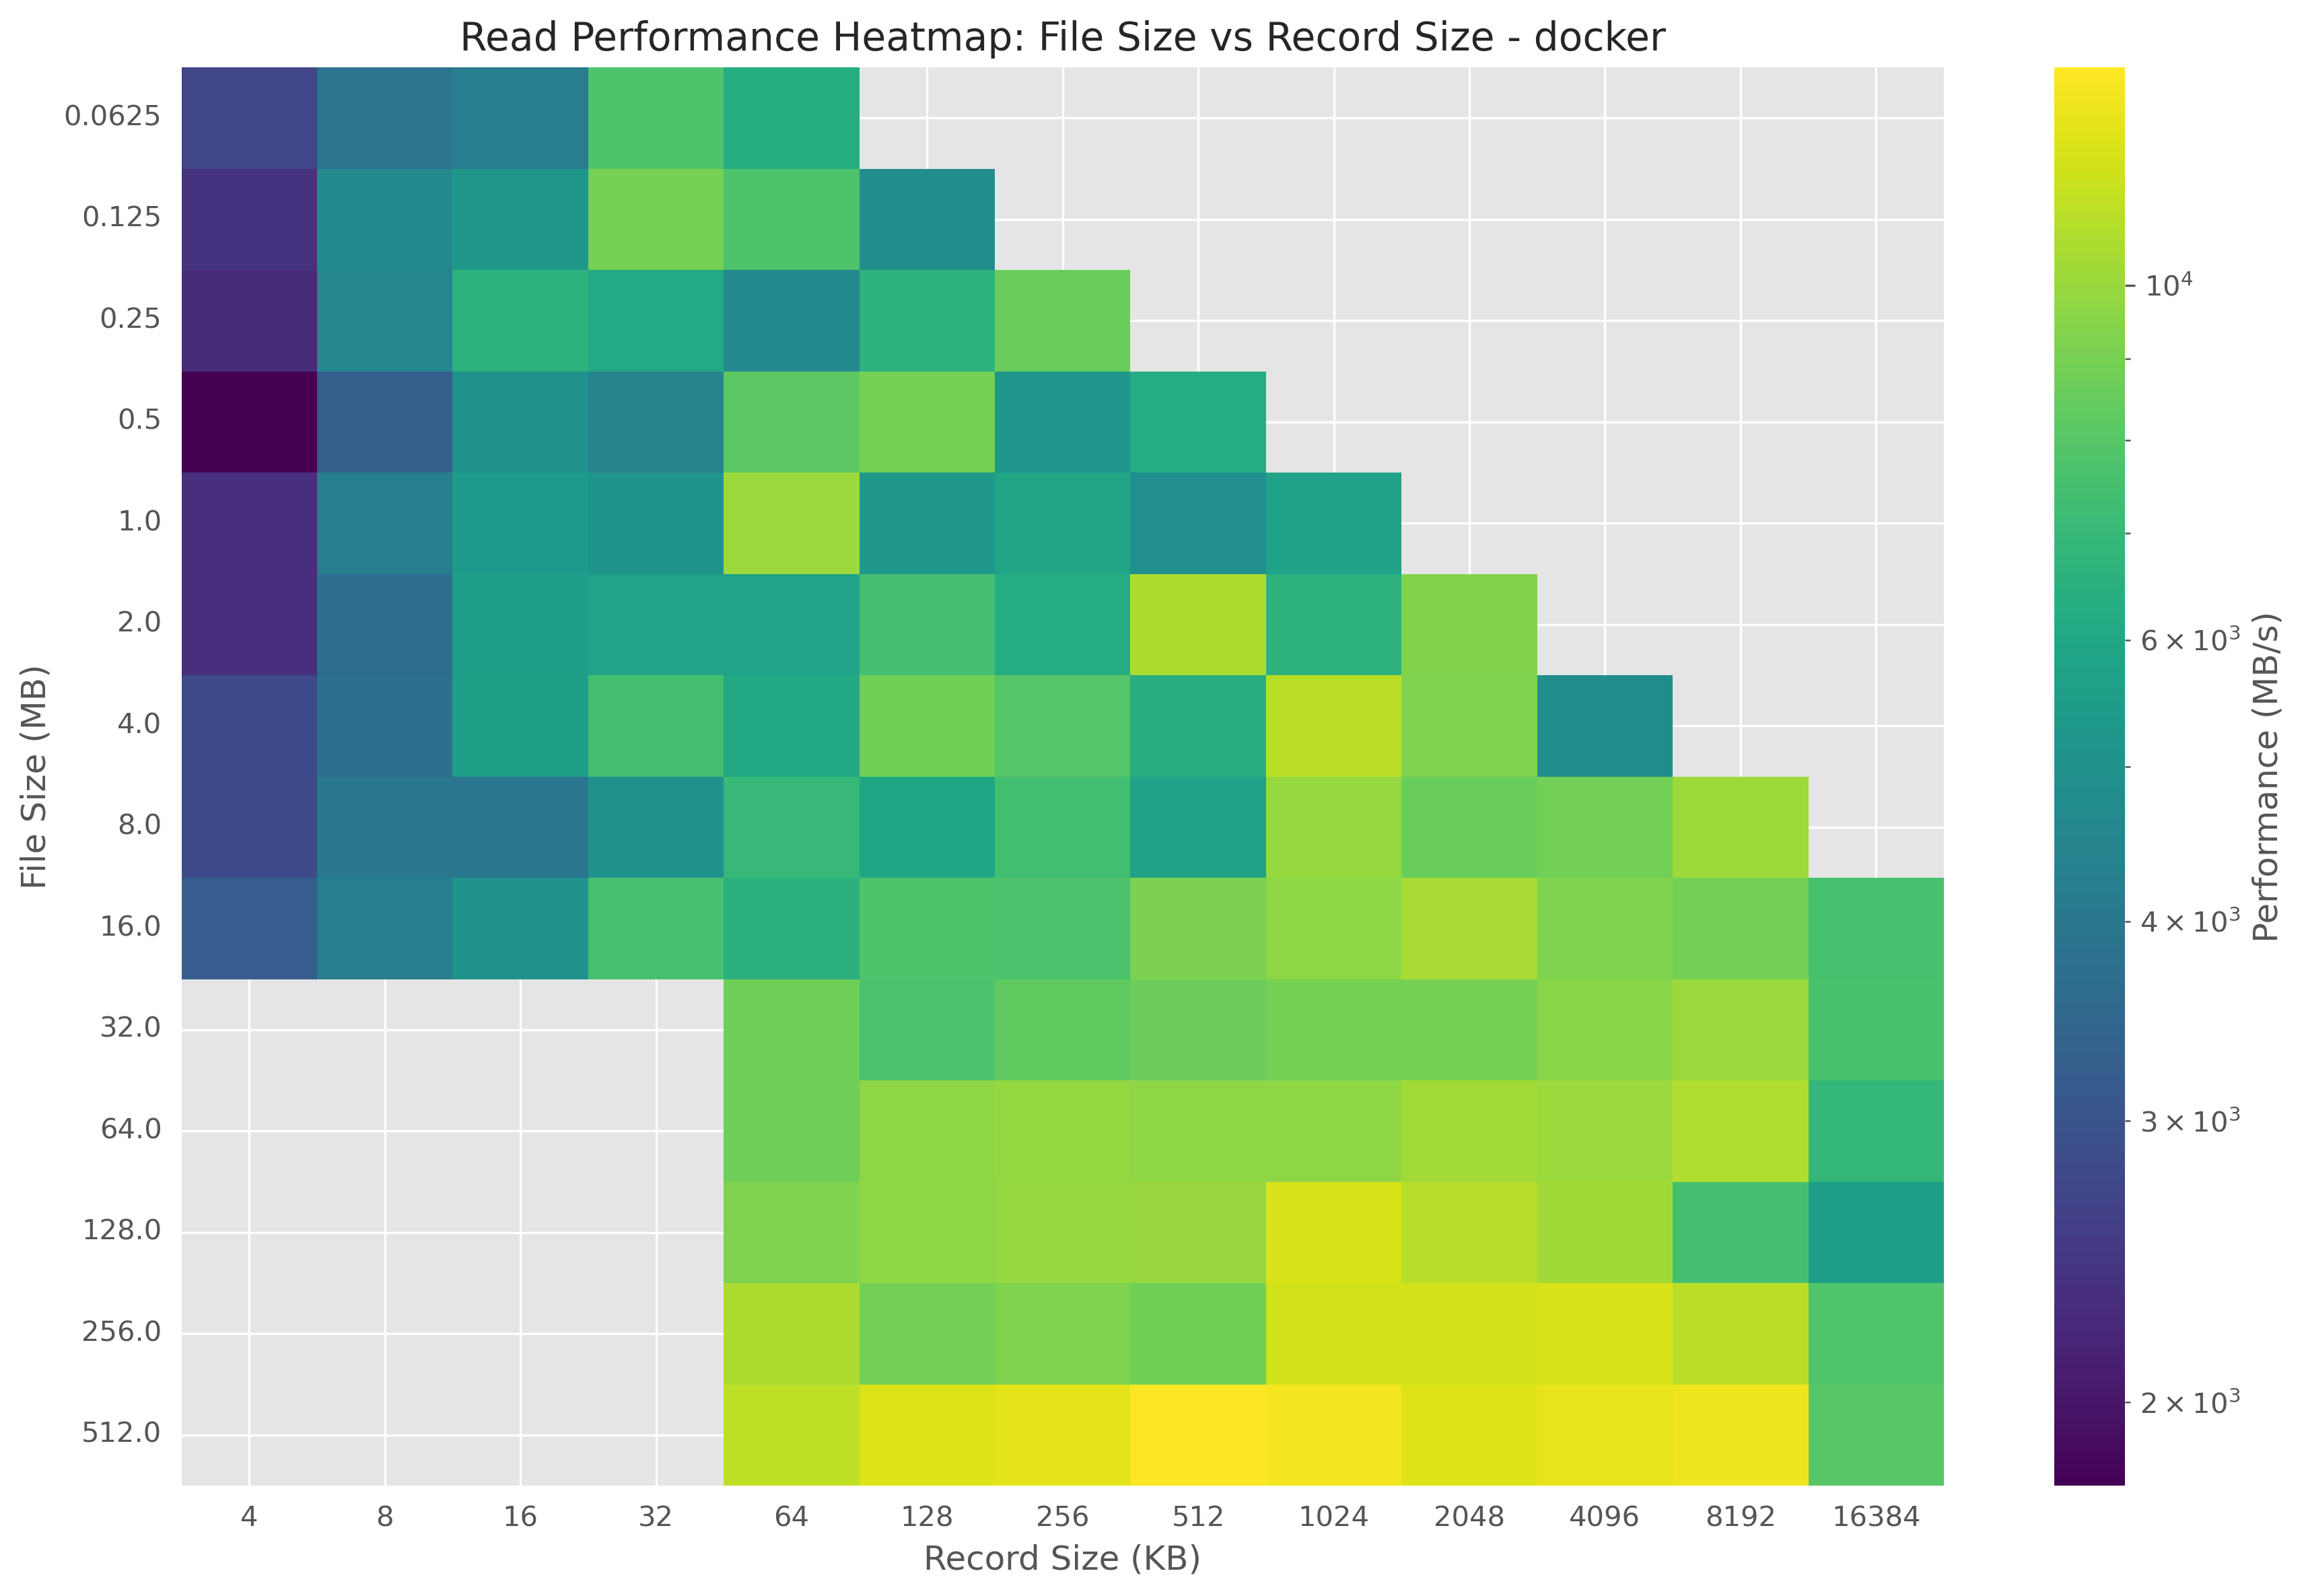 Read Performance Heatmap: File Size vs Record Size - docker
File Size (MB)
0.0625
0.125
0.25
0.5
1.0
2.0
4.0
8.0
16.0
32.0
64.0
128.0
256.0
512.0
4 8 16 32 64 128 256 512 1024 2048 4096 8192 16384
Record Size (KB)
10⁴
6 × 10³
4 × 10³
3 × 10³
2 × 10³
Performance (MB/s)